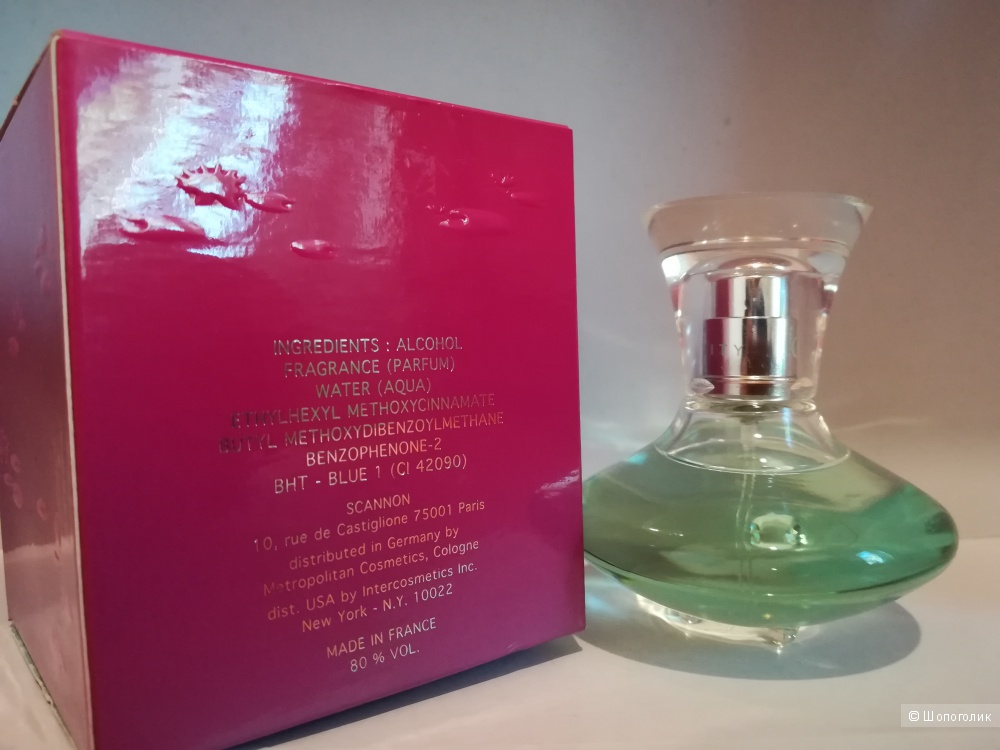 INGREDIENTS : ALCOHOL
FRAGRANCE (PARFUM)
WATER (AQUA)
ETHYLHEXYL METHOXYCINNAMATE
BUTYL METHOXYDIBENZOYLMETHANE
BENZOPHENONE-2
BHT - BLUE 1 (CI 42090)
SCANNON
10, rue de Castiglione 75001 Paris
distributed in Germany by
Metropolitan Cosmetics, Cologne
dist. USA by Intercosmetics Inc.
New York - N.Y. 10022
MADE IN FRANCE
80 % VOL.
© Шопоголик